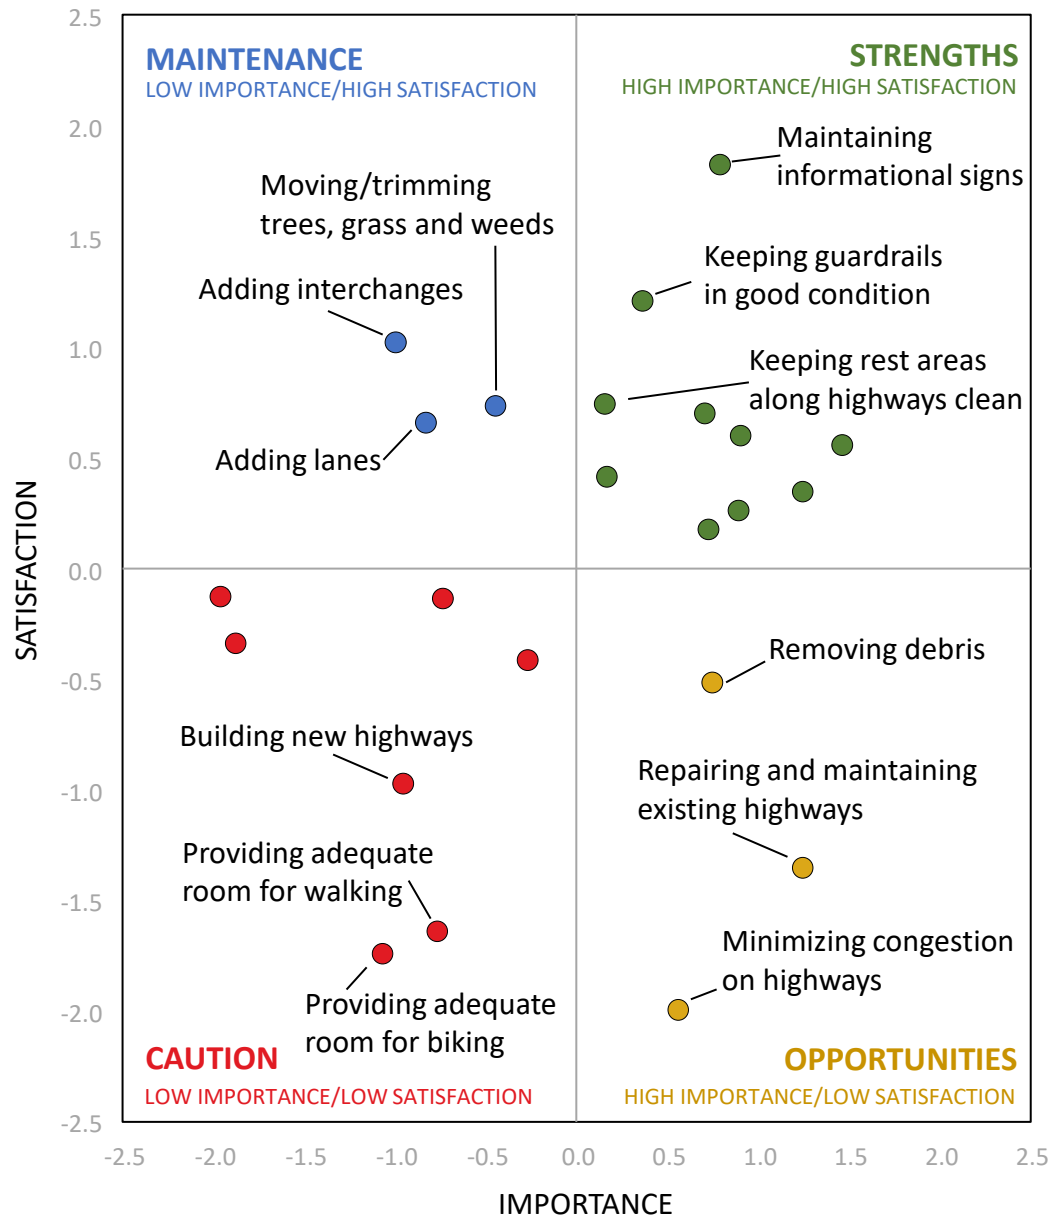 2.5
MAINTENANCE
LOW IMPORTANCE/HIGH SATISFACTION
STRENGTHS
HIGH IMPORTANCE/HIGH SATISFACTION
2.0
Maintaining
informational signs
Moving/trimming
trees, grass and weeds
1.5
Keeping guardrails
in good condition
Adding interchanges
1.0
Keeping rest areas
along highways clean
Adding lanes
0.5
SATISFACTION
0.0
Removing debris
-0.5
Building new highways
Repairing and maintaining
existing highways
-1.0
Providing adequate
room for walking
-1.5
Minimizing congestion
on highways
Providing adequate
room for biking
-2.0
CAUTION
LOW IMPORTANCE/LOW SATISFACTION
OPPORTUNITIES
HIGH IMPORTANCE/LOW SATISFACTION
-2.5
-2.5 -2.0 -1.5 -1.0 -0.5 0.0 0.5 1.0 1.5 2.0 2.5
IMPORTANCE